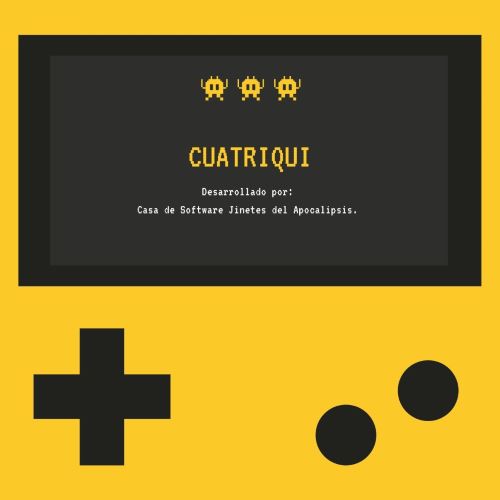 CUATRIQUI
Desarrollado por:
Casa de Software Jinetes del Apocalipsis.